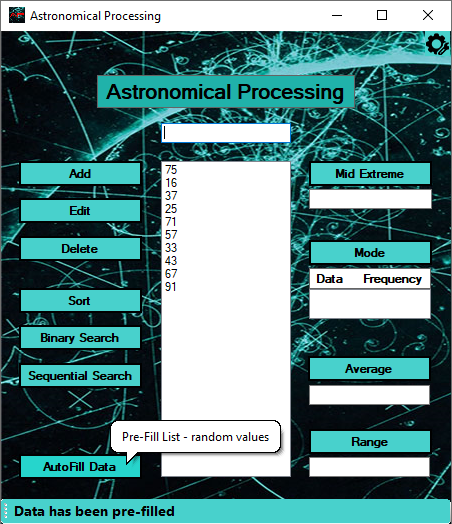 Astronomical Processing
Astronomical Processing
Add
Edit
Delete
Sort
Binary Search
Sequential Search
AutoFill Data
75
16
37
25
71
57
33
43
67
91
Pre-Fill List - random values
Mid Extreme
Mode
Data Frequency
Average
Range
Data has been pre-filled